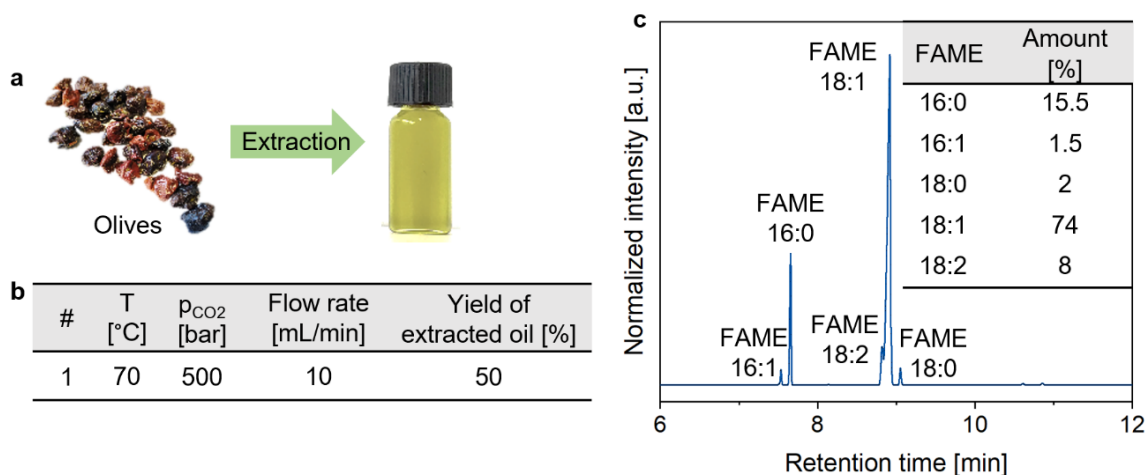 a
Extraction
Olives
b
# T [°C] pCO2 [bar] Flow rate [mL/min] Yield of extracted oil [%]
1 70 500 10 50
c
Normalized intensity [a.u.]
FAME 18:1
FAME 16:0
FAME 16:1
FAME 18:2
FAME 18:0
FAME Amount [%]
16:0 15.5
16:1 1.5
18:0 2
18:1 74
18:2 8
6 8 10 12
Retention time [min]